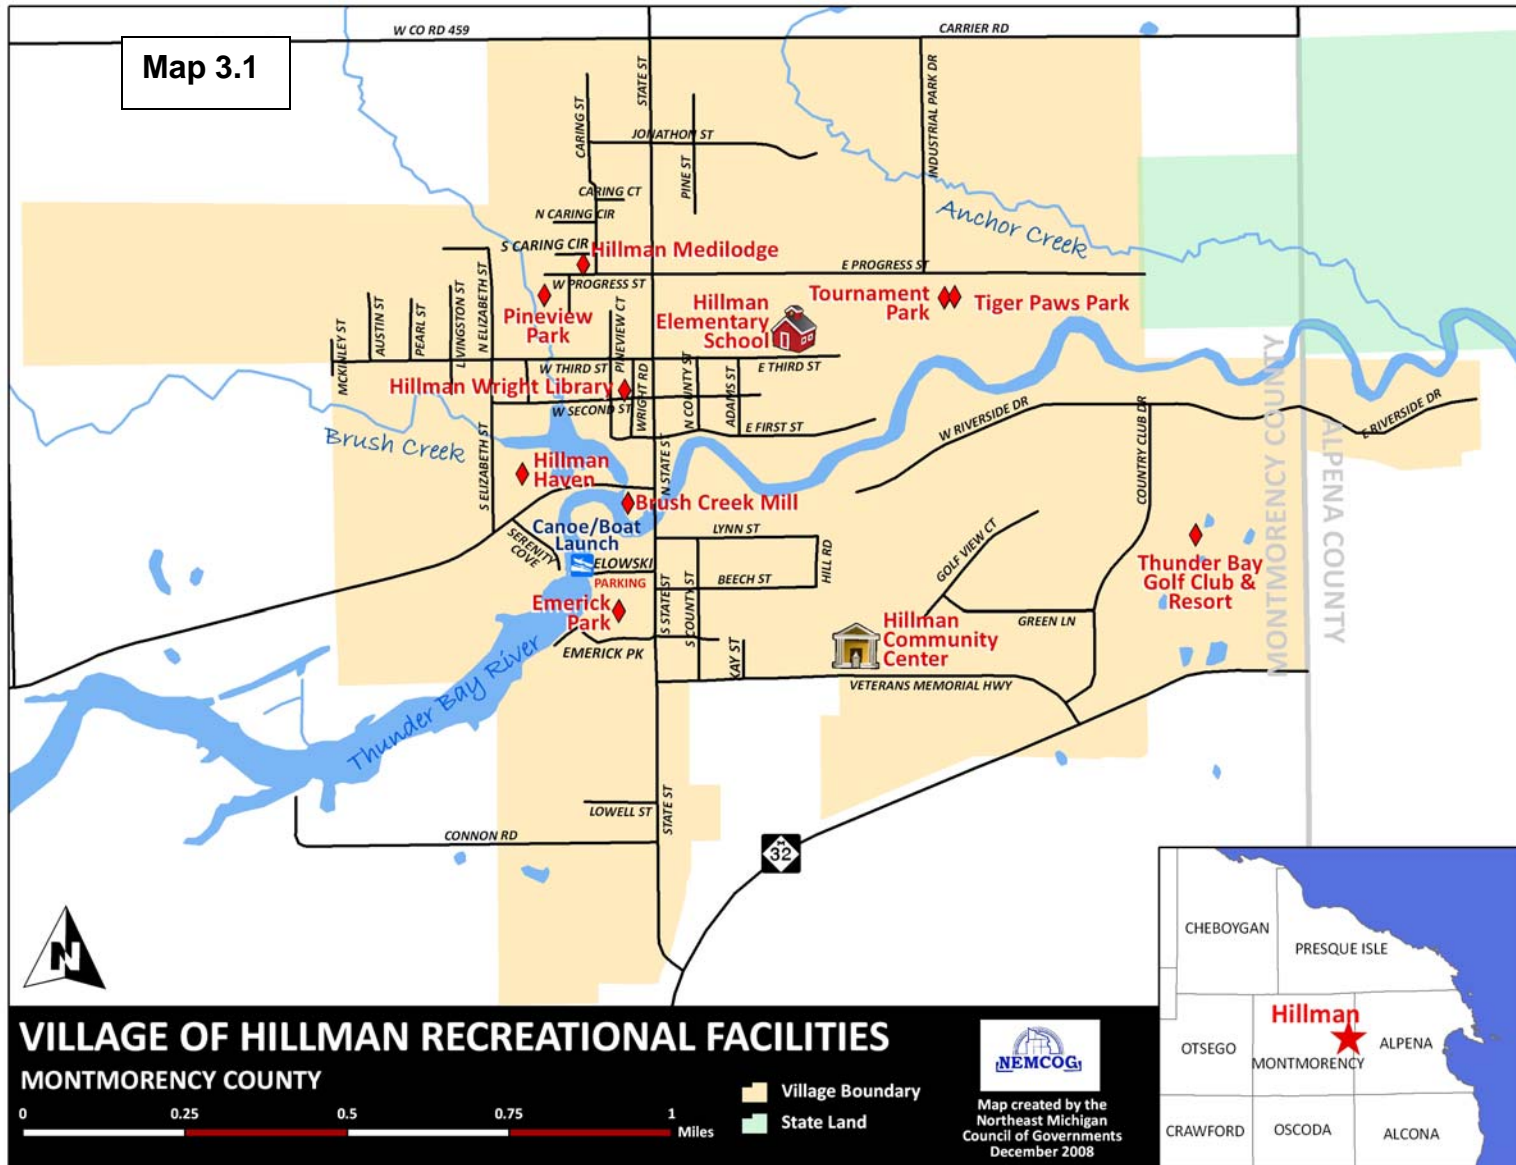 Map 3.1
W CO RD 459
CARRIER RD
STATE ST
CARING ST
JONATHON ST
PINE ST
INDUSTRIAL PARK DR
CARING CT
N CARING CIR
S CARING CIR
Hillman Medilodge
Anchor Creek
E PROGRESS ST
W PROGRESS ST
Pineview
Park
Hillman
Elementary
School
Tournament
Park
Tiger Paws Park
MCKINLEY ST
AUSTIN ST
PEARL ST
LIVINGSTON ST
N ELIZABETH ST
PINEVIEW CT
W THIRD ST
E THIRD ST
Hillman Wright Library
WRIGHT RD
N COUNTY ST
ADAMS ST
W SECOND ST
E FIRST ST
W RIVERSIDE DR
COUNTRY CLUB DR
E RIVERSIDE DR
MONTMORENCY COUNTY
ALPENA COUNTY
Brush Creek
S ELIZABETH ST
Hillman
Haven
N STATE ST
Brush Creek Mill
Canoe/Boat
Launch
SERENITY
COVE
ELOWSKI
PARKING
LYNN ST
HILL RD
BEECH ST
GOLF VIEW CT
Thunder Bay
Golf Club &
Resort
Emerick
Park
S STATE ST
S COUNTY ST
GREEN LN
Hillman
Community
Center
EMERICK PK
KAY ST
VETERANS MEMORIAL HWY
Thunder Bay River
LOWELL ST
STATE ST
CONNON RD
M
32
N
CHEBOYGAN
PRESQUE ISLE
Hillman
OTSEGO
MONTMORENCY
ALPENA
CRAWFORD
OSCODA
ALCONA
VILLAGE OF HILLMAN RECREATIONAL FACILITIES
MONTMORENCY COUNTY
0 0.25 0.5 0.75 1
Miles
Village Boundary
State Land
NEMCOG
Map created by the
Northeast Michigan
Council of Governments
December 2008